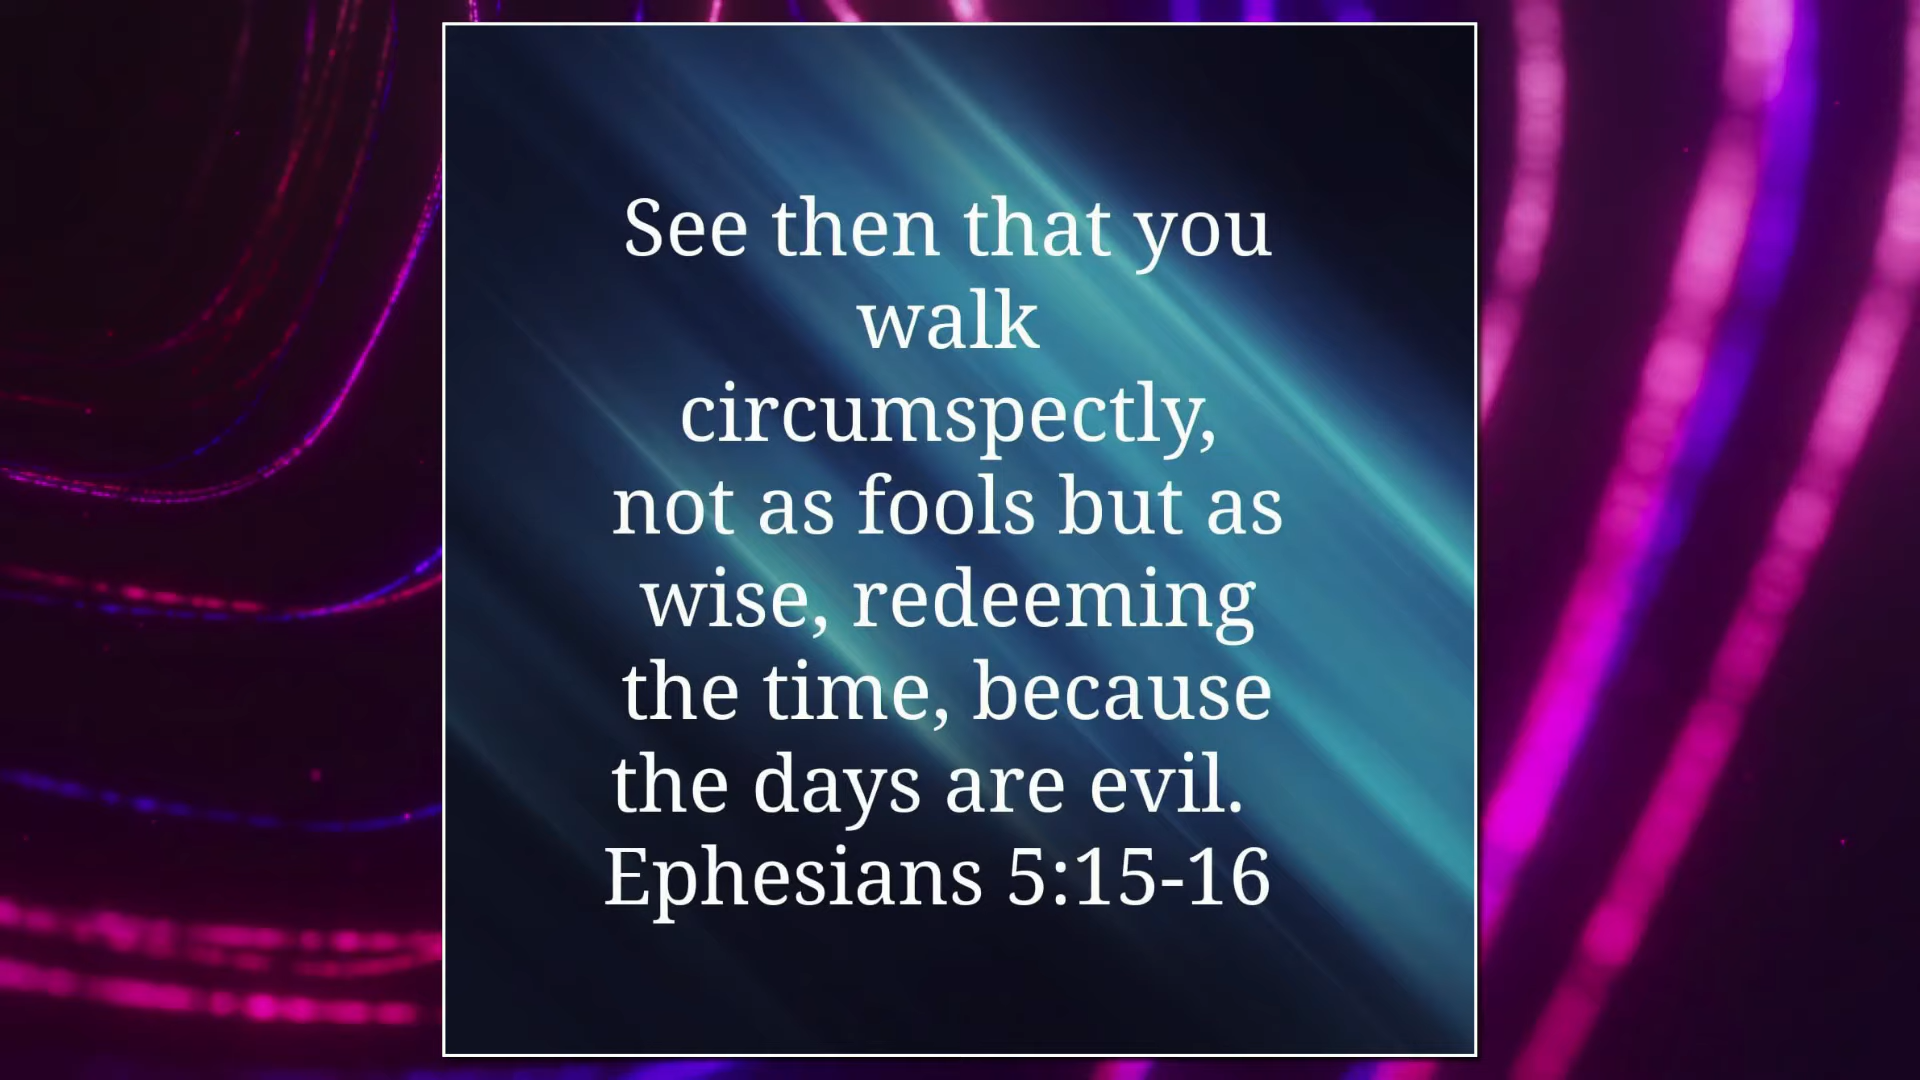 See then that you
walk
circumspectly,
not as fools but as
wise, redeeming
the time, because
the days are evil.
Ephesians 5:15-16